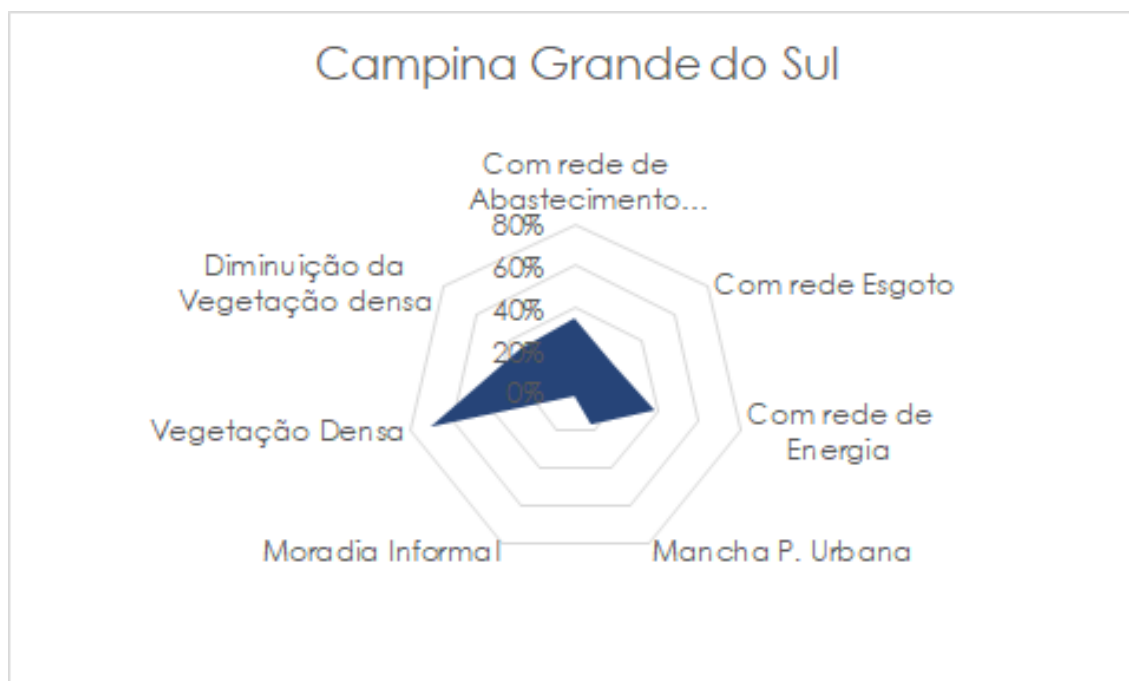 Campina Grande do Sul
Com rede de
Abastecimento...
80%
60%
40%
20%
0%
Com rede Esgoto
Com rede de
Energia
Mancha P. Urbana
Moradia Informal
Vegetação Densa
Diminuição da
Vegetação densa